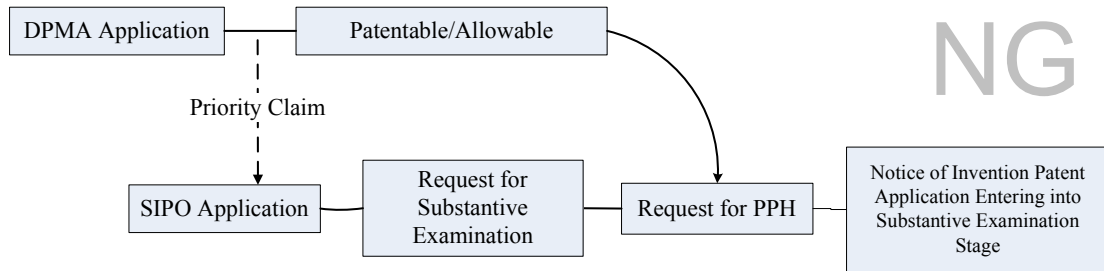 DPMA Application
Patentable/Allowable
NG
Priority Claim
SIPO Application
Request for
Substantive
Examination
Request for PPH
Notice of Invention Patent
Application Entering into
Substantive Examination
Stage